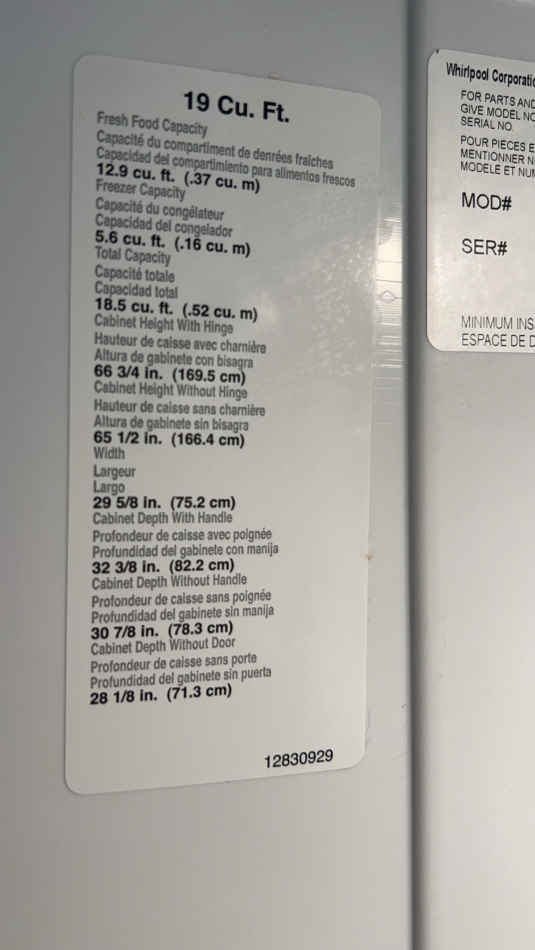 19 Cu. Ft.
Fresh Food Capacity
Capacité du compartiment de denrées fraîches
Capacidad del compartimiento para alimentos frescos
12.9 cu. ft. (.37 cu. m)
Freezer Capacity
Capacité du congélateur
Capacidad del congelador
5.6 cu. ft. (.16 cu. m)
Total Capacity
Capacité totale
Capacidad total
18.5 cu. ft. (.52 cu. m)
Cabinet Height With Hinge
Hauteur de caisse avec charnière
Altura de gabinete con bisagra
66 3/4 in. (169.5 cm)
Cabinet Height Without Hinge
Hauteur de caisse sans charnière
Altura de gabinete sin bisagra
65 1/2 in. (166.4 cm)
Width
Largeur
Largo
29 5/8 in. (75.2 cm)
Cabinet Depth With Handle
Profondeur de caisse avec poignée
Profundidad del gabinete con manija
32 3/8 in. (82.2 cm)
Cabinet Depth Without Handle
Profondeur de caisse sans poignée
Profundidad del gabinete sin manija
30 7/8 in. (78.3 cm)
Cabinet Depth Without Door
Profondeur de caisse sans porte
Profundidad del gabinete sin puerta
28 1/8 in. (71.3 cm)
12830929
Whirlpool Corporatio
FOR PARTS AND
GIVE MODEL NO
SERIAL NO.
POUR PIECES E
MENTIONNER N
MODELE ET NUM
MOD#
SER#
MINIMUM INS
ESPACE DE D